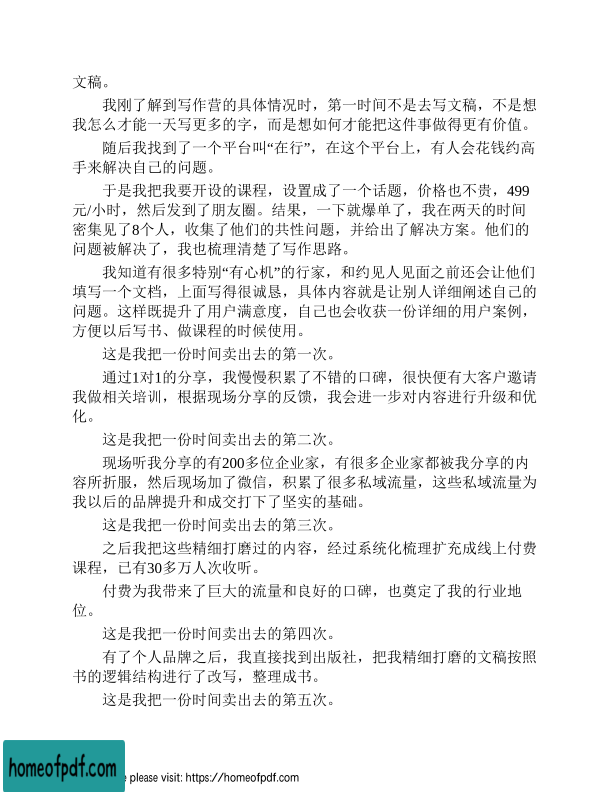 文稿。
我刚了解到写作营的具体情况时，第一时间不是去写文稿，不是想
我怎么才能一天写更多的字，而是想如何才能把这件事做得更有价值。
随后我找到了一个平台叫“在行”，在这个平台上，有人会花钱约高
手来解决自己的问题。
于是我把我要开设的课程，设置成了一个话题，价格也不贵，499
元/小时，然后发到了朋友圈。结果，一下就爆单了，我在两天的时间
密集见了8个人，收集了他们的共性问题，并给出了解决方案。他们的
问题被解决了，我也梳理清楚了写作思路。
我知道有很多特别“有心机”的行家，和约见人见面之前还会让他们
填写一个文档，上面写得很诚恳，具体内容就是让别人详细阐述自己的
问题。这样既提升了用户满意度，自己也会收获一份详细的用户案例，
方便以后写书、做课程的时候使用。
这是我把一份时间卖出去的第一次。
通过1对1的分享，我慢慢积累了不错的口碑，很快便有大客户邀请
我做相关培训，根据现场分享的反馈，我会进一步对内容进行升级和优
化。
这是我把一份时间卖出去的第二次。
现场听我分享的有200多位企业家，有很多企业家都被我分享的内
容所折服，然后现场加了微信，积累了很多私域流量，这些私域流量为
我以后的品牌提升和成交打下了坚实的基础。
这是我把一份时间卖出去的第三次。
之后我把这些精细打磨过的内容，经过系统化梳理扩充成线上付费
课程，已有30多万人次收听。
付费为我带来了巨大的流量和良好的口碑，也奠定了我的行业地
位。
这是我把一份时间卖出去的第四次。
有了个人品牌之后，我直接找到出版社，把我精细打磨的文稿按照
书的逻辑结构进行了改写，整理成书。
这是我把一份时间卖出去的第五次。
homeofpdf.com
please visit: https://homeofpdf.com